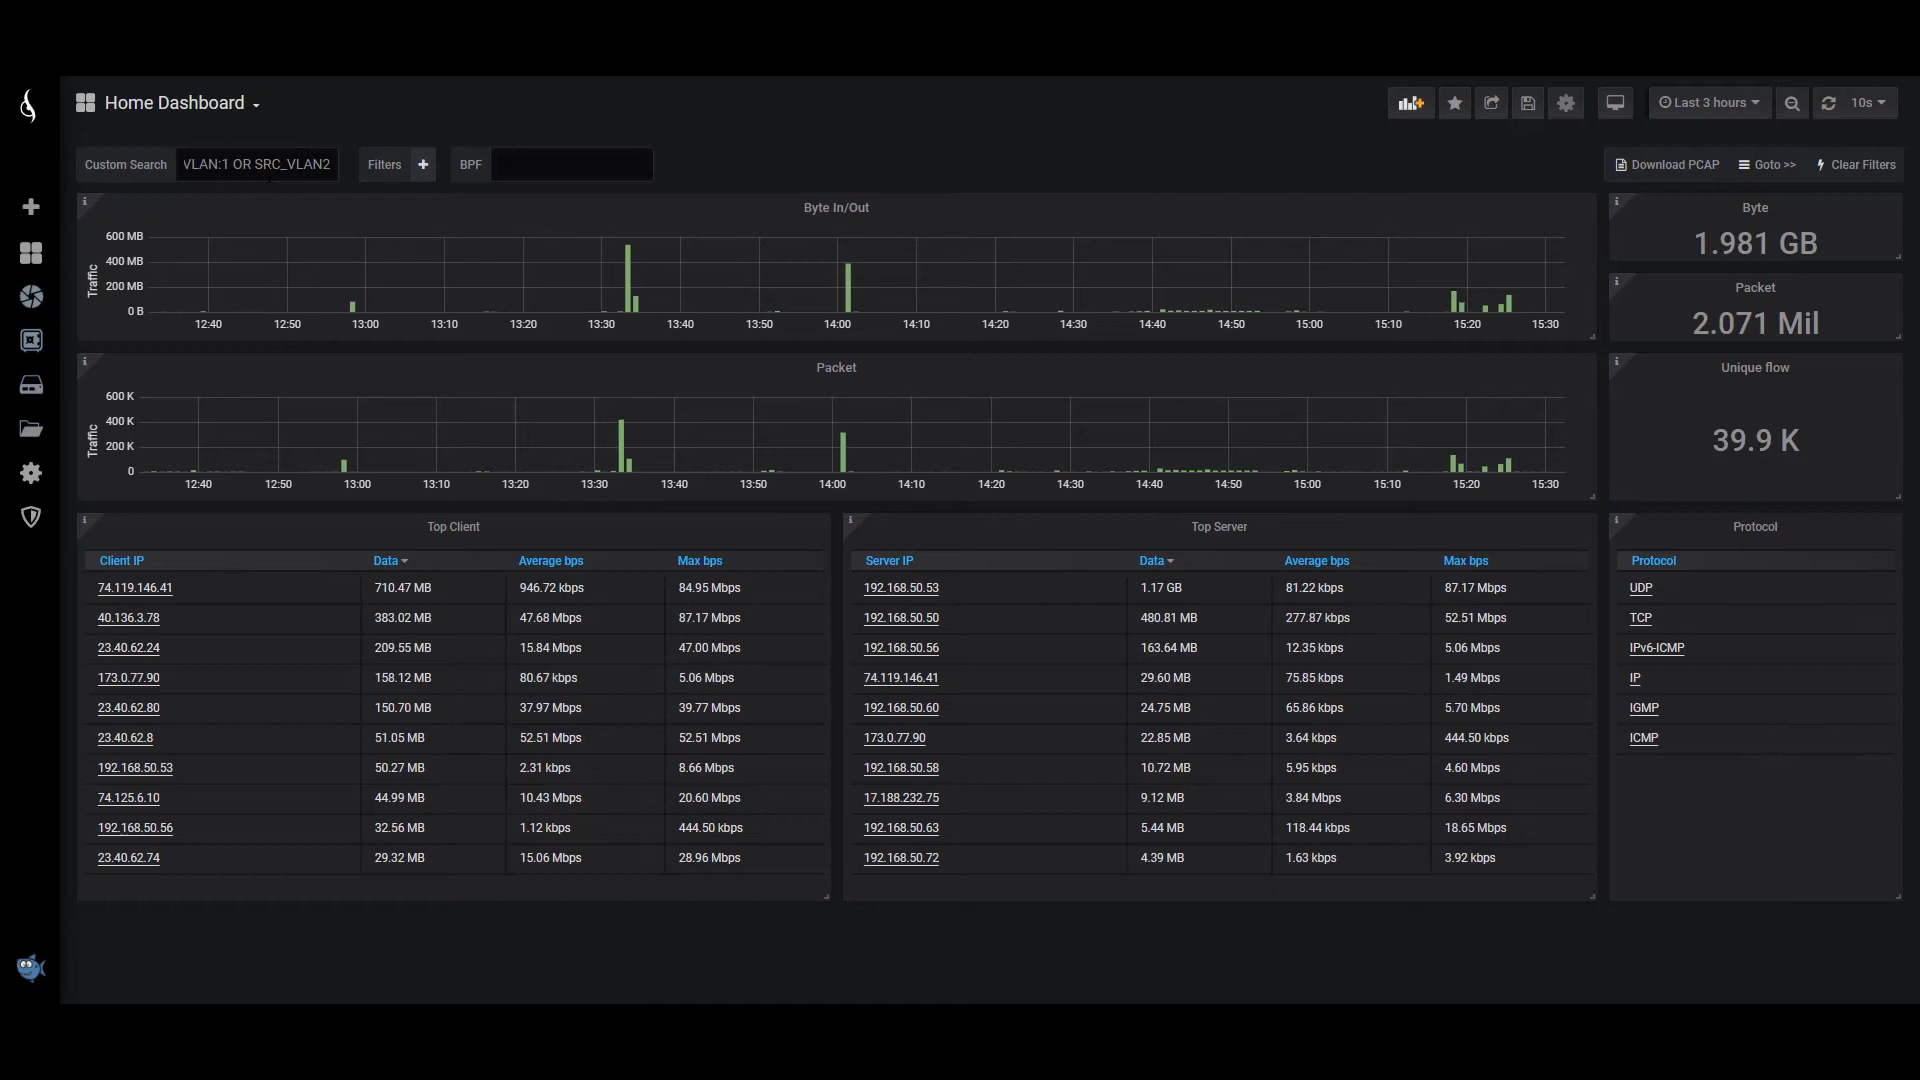 Home Dashboard
Last 3 hours
10s
Custom Search VLAN:1 OR SRC_VLAN2 Filters + BPF
Download PCAP Goto >> Clear Filters
Byte In/Out
Traffic
600 MB
400 MB
200 MB
0 B
12:40 12:50 13:00 13:10 13:20 13:30 13:40 13:50 14:00 14:10 14:20 14:30 14:40 14:50 15:00 15:10 15:20 15:30
Byte
1.981 GB
Packet
2.071 Mil
Packet
Traffic
600 K
400 K
200 K
0
12:40 12:50 13:00 13:10 13:20 13:30 13:40 13:50 14:00 14:10 14:20 14:30 14:40 14:50 15:00 15:10 15:20 15:30
Unique flow
39.9 K
Top Client
Client IP Data Average bps Max bps
74.119.146.41 710.47 MB 946.72 kbps 84.95 Mbps
40.136.3.78 383.02 MB 47.68 Mbps 87.17 Mbps
23.40.62.24 209.55 MB 15.84 Mbps 47.00 Mbps
173.0.77.90 158.12 MB 80.67 kbps 5.06 Mbps
23.40.62.80 150.70 MB 37.97 Mbps 39.77 Mbps
23.40.62.8 51.05 MB 52.51 Mbps 52.51 Mbps
192.168.50.53 50.27 MB 2.31 kbps 8.66 Mbps
74.125.6.10 44.99 MB 10.43 Mbps 20.60 Mbps
192.168.50.56 32.56 MB 1.12 kbps 444.50 kbps
23.40.62.74 29.32 MB 15.06 Mbps 28.96 Mbps
Top Server
Server IP Data Average bps Max bps
192.168.50.53 1.17 GB 81.22 kbps 87.17 Mbps
192.168.50.50 480.81 MB 277.87 kbps 52.51 Mbps
192.168.50.56 163.64 MB 12.35 kbps 5.06 Mbps
74.119.146.41 29.60 MB 75.85 kbps 1.49 Mbps
192.168.50.60 24.75 MB 65.86 kbps 5.70 Mbps
173.0.77.90 22.85 MB 3.64 kbps 444.50 kbps
192.168.50.58 10.72 MB 5.95 kbps 4.60 Mbps
17.188.232.75 9.12 MB 3.84 Mbps 6.30 Mbps
192.168.50.63 5.44 MB 118.44 kbps 18.65 Mbps
192.168.50.72 4.39 MB 1.63 kbps 3.92 kbps
Protocol
Protocol
UDP
TCP
IPv6-ICMP
IP
IGMP
ICMP